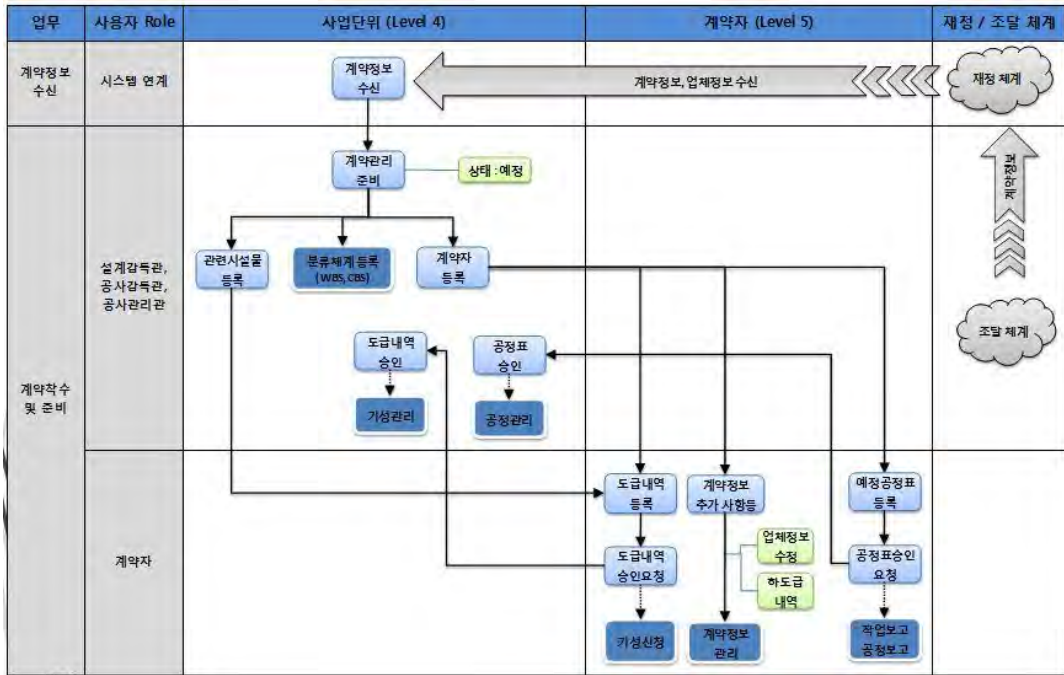 업무
사용자 Role
사업단위 (Level 4)
계약자 (Level 5)
재정 / 조달 체계
계약정보
수신
시스템 연계
계약정보
수신
계약정보, 업체정보 수신
재정 체계
계약관리
준비
상태 : 예정
계약정보
설계감독관,
공사감독관,
공사관리관
관련시설물
등록
분류체계 등록
(wbs,cbs)
계약자
등록
조달 체계
도급내역
승인
공정표
승인
계약착수
및 준비
기성관리
공정관리
계약자
도급내역
등록
계약정보
추가 사항등
예정공정표
등록
업체정보
수정
도급내역
승인요청
공정표승인
요청
하도급
내역
기성신청
계약정보
관리
작업보고
공정보고